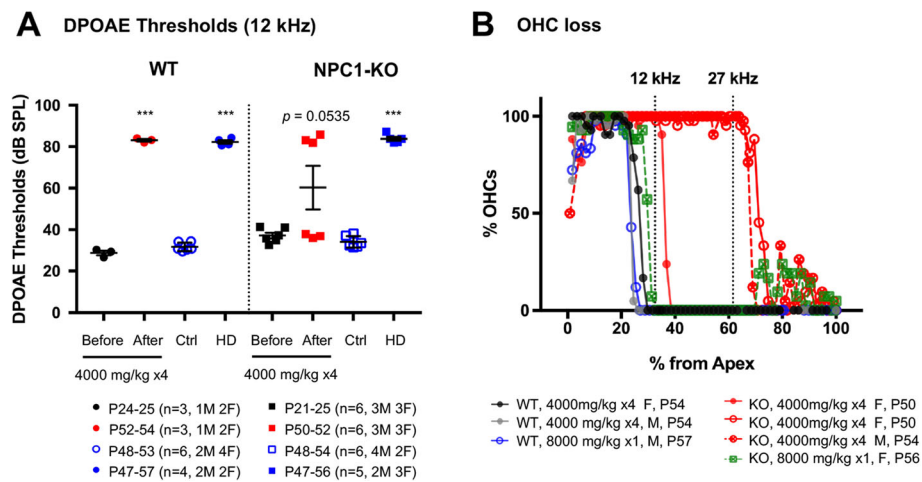 A DPOAE Thresholds (12 kHz)
WT NPC1-KO
DPOAE Thresholds (dB SPL)
100
80
60
40
20
0
*** *** p = 0.0535 ***
Before After Ctrl HD Before After Ctrl HD
4000 mg/kg x4 4000 mg/kg x4
P24-25 (n=3, 1M 2F)
P52-54 (n=3, 1M 2F)
P48-53 (n=6, 2M 4F)
P47-57 (n=4, 2M 2F)
P21-25 (n=6, 3M 3F)
P50-52 (n=6, 3M 3F)
P48-54 (n=6, 4M 2F)
P47-56 (n=5, 2M 3F)
B OHC loss
12 kHz 27 kHz
% OHCs
100
50
0
0 20 40 60 80 100
% from Apex
WT, 4000mg/kg x4 F, P54
WT, 4000 mg/kg x4, M, P54
WT, 8000 mg/kg x1, M, P57
KO, 4000mg/kg x4 F, P50
KO, 4000mg/kg x4 F, P50
KO, 4000mg/kg x4 M, P54
KO, 8000 mg/kg x1, F, P56